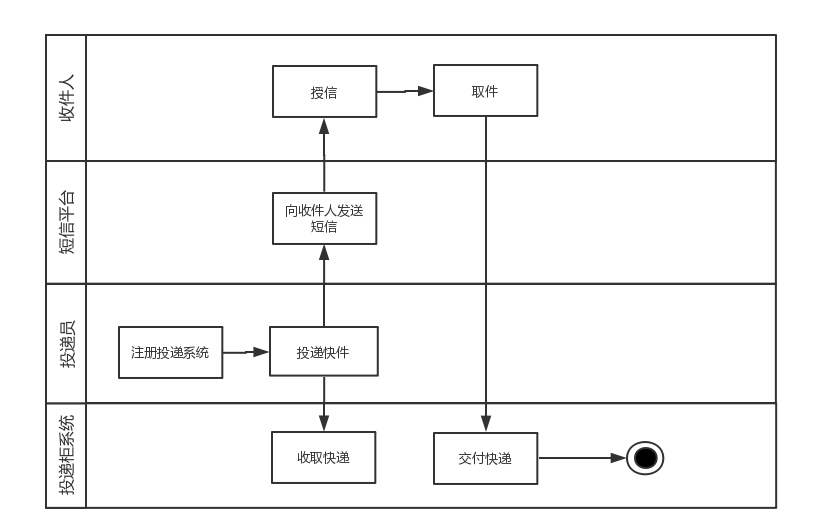 收件人
授信
取件
短信平台
向收件人发送
短信
投递员
注册投递系统
投递快件
投递柜系统
收取快递
交付快递